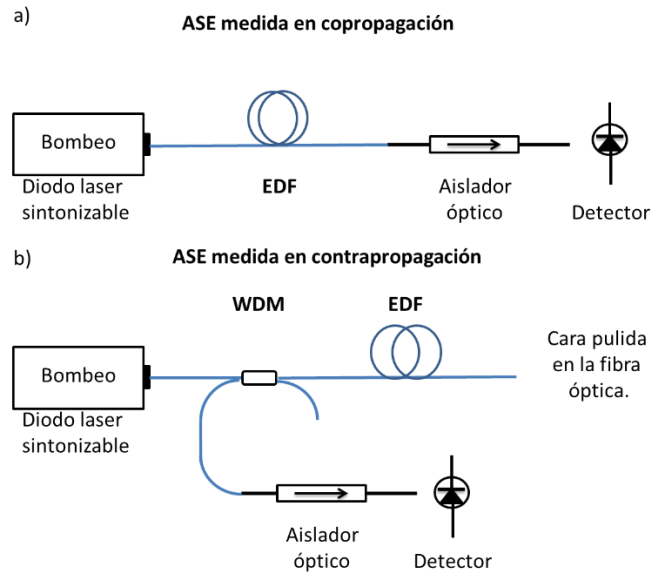 a)
ASE medida en copropagación
Bombeo
Diodo laser
sintonizable
EDF
Aislador
óptico
Detector
b)
ASE medida en contrapropagación
WDM
EDF
Bombeo
Diodo laser
sintonizable
Cara pulida
en la fibra
óptica.
Aislador
óptico
Detector